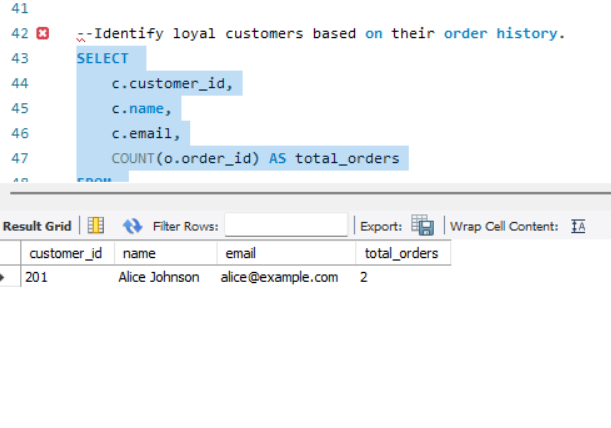 41
42 --Identify loyal customers based on their order history.
43 SELECT
44 c.customer_id,
45 c.name,
46 c.email,
47 COUNT(o.order_id) AS total_orders
48 FROM
Result Grid Filter Rows: Export: Wrap Cell Content: IA
customer_id name email total_orders
201 Alice Johnson alice@example.com 2